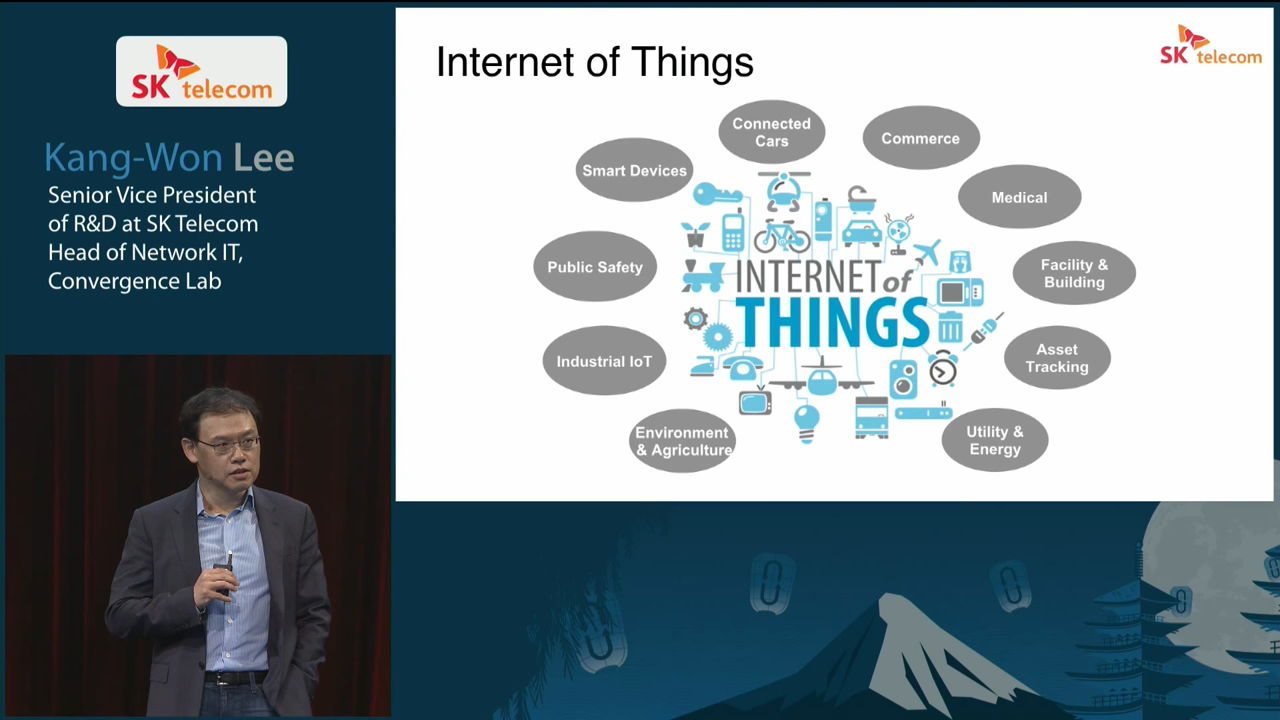 SK telecom
Kang-Won Lee
Senior Vice President
of R&D at SK Telecom
Head of Network IT,
Convergence Lab
Internet of Things
SK telecom
Connected
Cars
Commerce
Smart Devices
Medical
Public Safety
Facility &
Building
INTERNET of
THINGS
Industrial IoT
Asset
Tracking
Environment
& Agriculture
Utility &
Energy